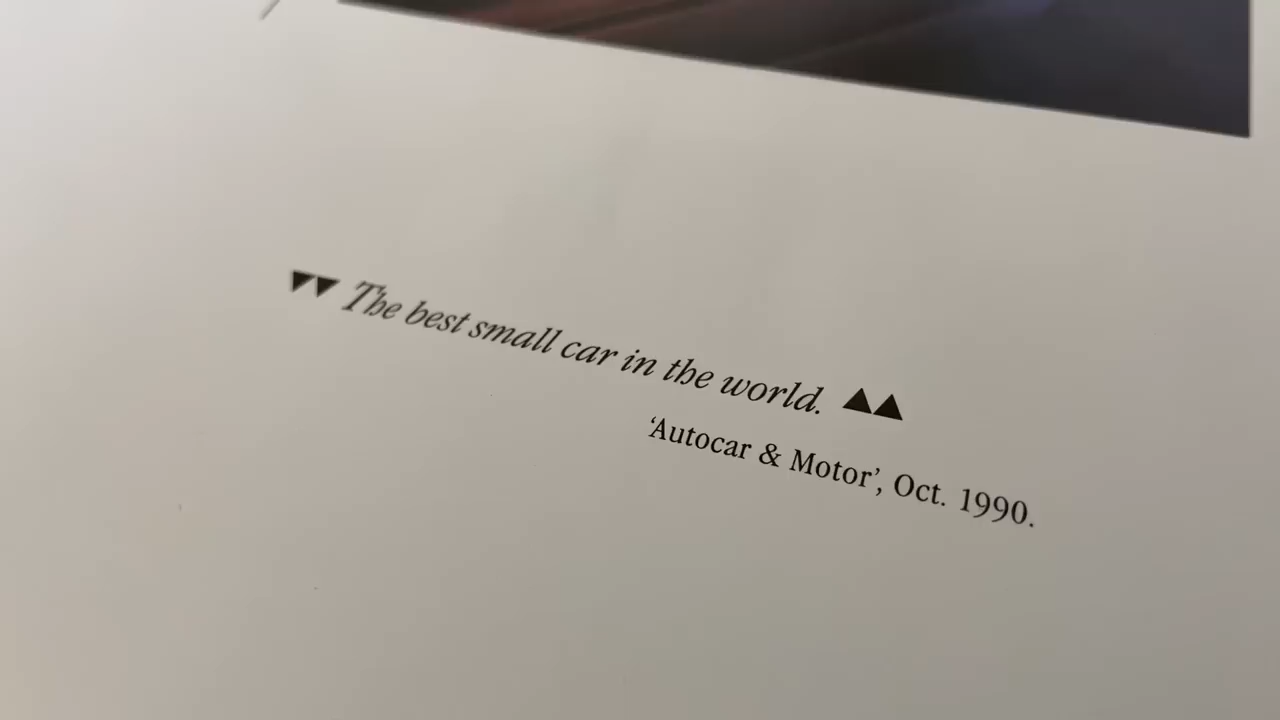 ▼▼ The best small car in the world. ▲▲
‘Autocar & Motor’, Oct. 1990.